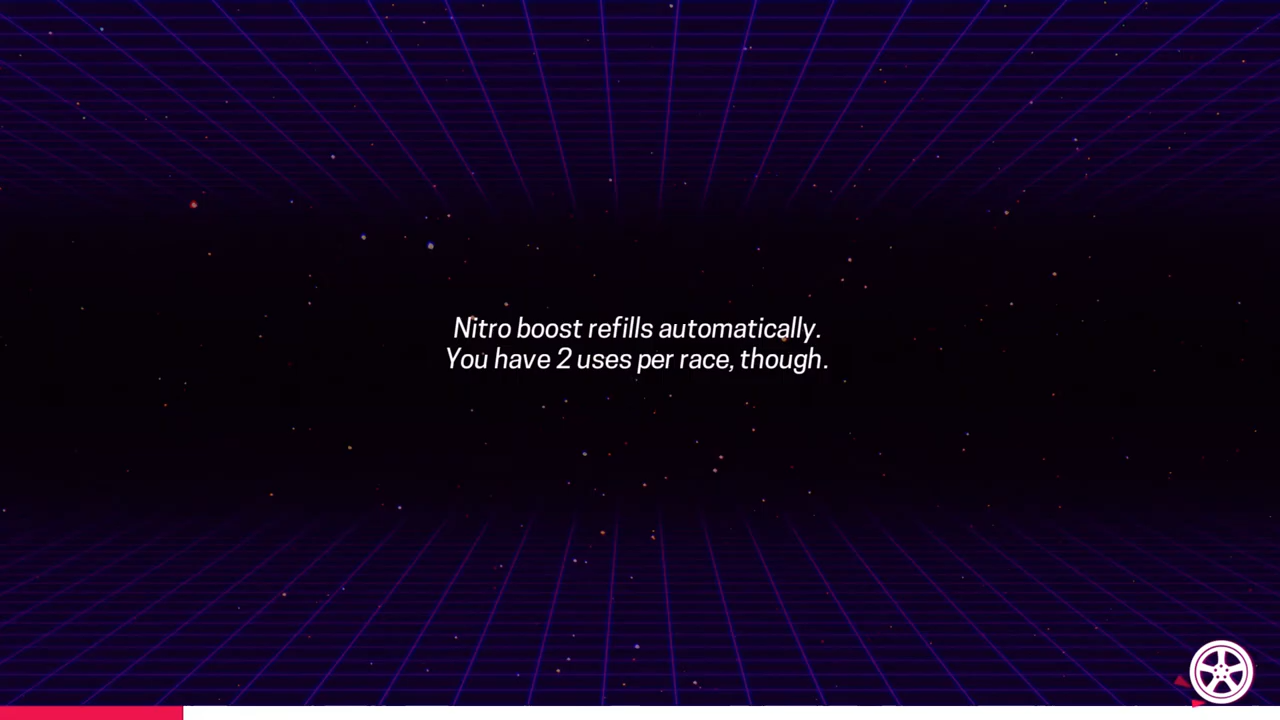 Nitro boost refills automatically.
You have 2 uses per race, though.